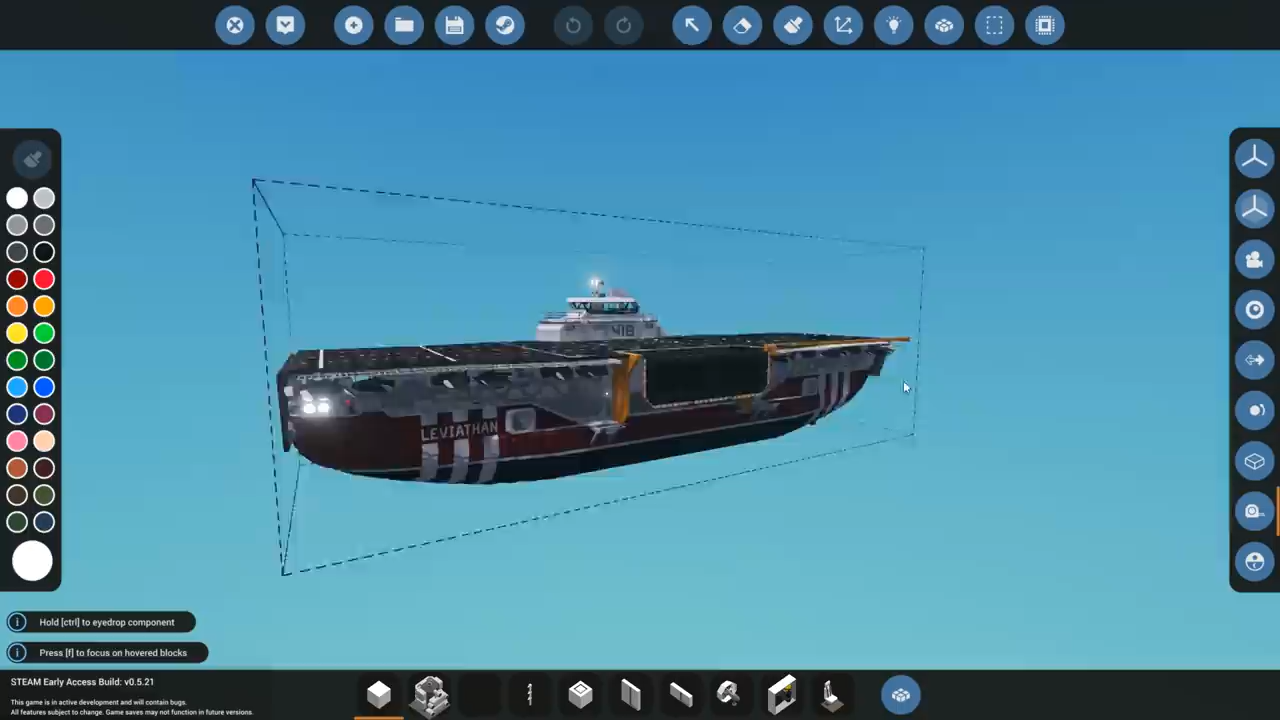 418
LEVIATHAN
Hold [ctrl] to eyedrop component
Press [f] to focus on hovered blocks
STEAM Early Access Build: v0.5.21
This game is in active development and will contain bugs.
All features subject to change. Game saves may not function in future versions.